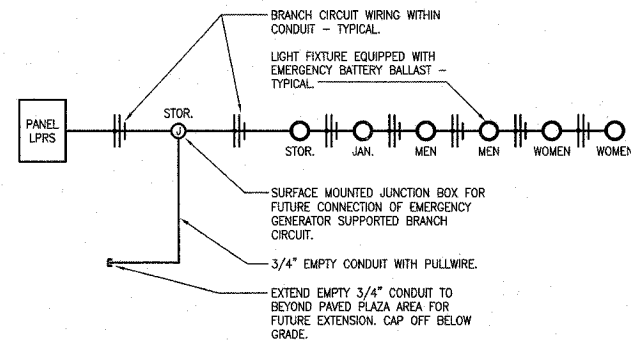 BRANCH CIRCUIT WIRING WITHIN
CONDUIT – TYPICAL.
LIGHT FIXTURE EQUIPPED WITH
EMERGENCY BATTERY BALLAST –
TYPICAL.
PANEL
LPRS
STOR.
J
STOR.
JAN.
MEN
MEN
WOMEN
WOMEN
SURFACE MOUNTED JUNCTION BOX FOR
FUTURE CONNECTION OF EMERGENCY
GENERATOR SUPPORTED BRANCH
CIRCUIT.
3/4" EMPTY CONDUIT WITH PULLWIRE.
EXTEND EMPTY 3/4" CONDUIT TO
BEYOND PAVED PLAZA AREA FOR
FUTURE EXTENSION. CAP OFF BELOW
GRADE.